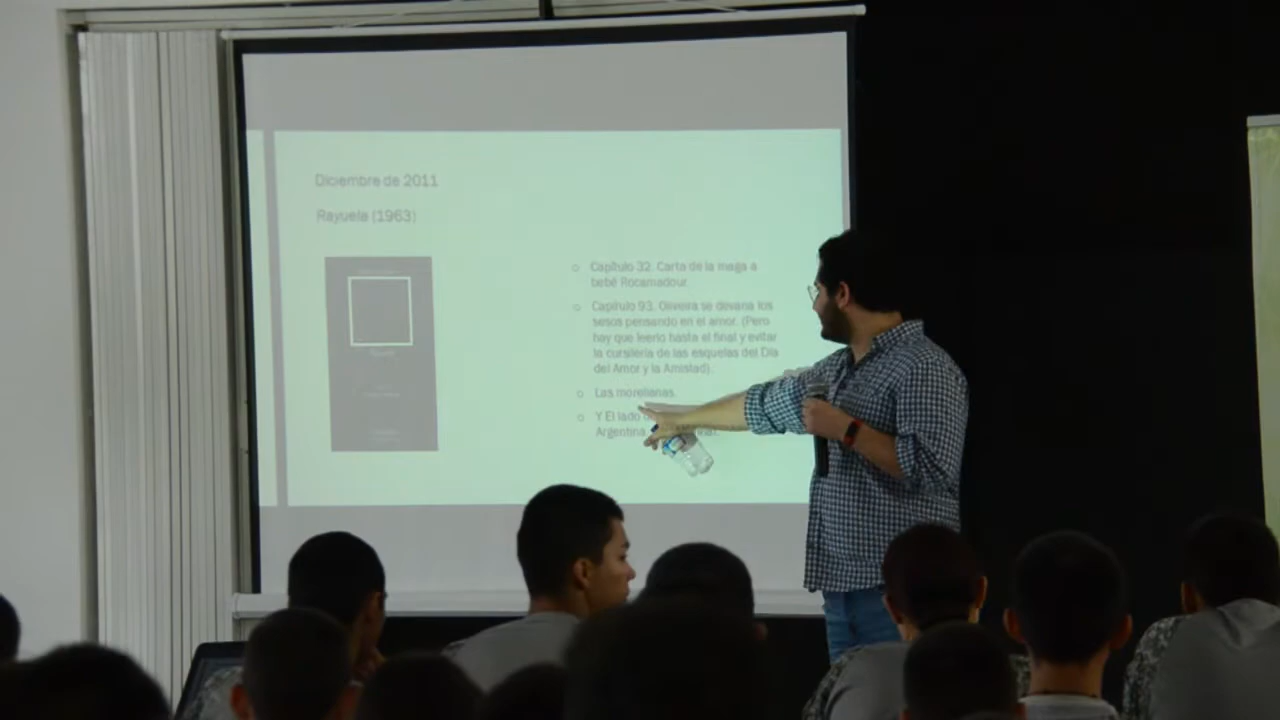 Diciembre de 2011
Rayuela (1963)
Capítulo 32. Carta de la maga a
bebé Rocamadour.
Capítulo 93. Oliveira se devana los
sesos pensando en el amor. (Pero
hay que leerlo hasta el final y evitar
la cursilería de las esquelas del Día
del Amor y la Amistad).
Las morellianas.
Y El lado
Argentina